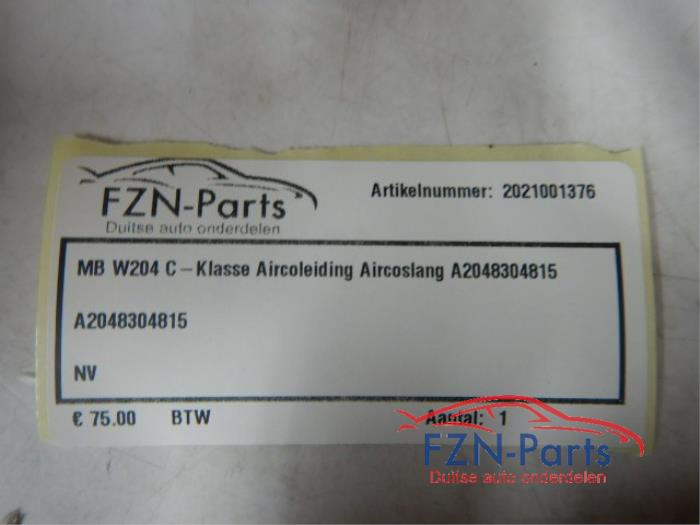 FZN-Parts
Duitse auto onderdelen
Artikelnummer: 2021001376
MB W204 C-Klasse Aircoleiding Aircoslang A2048304815
A2048304815
NV
€ 75.00 BTW Aantal: 1
FZN-Parts
Duitse auto onderdelen